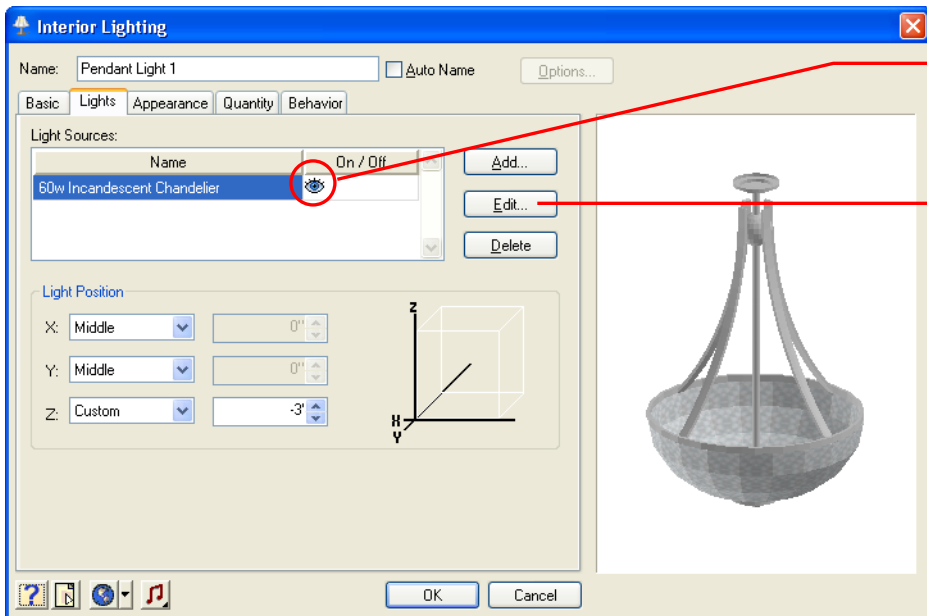 Interior Lighting
Name: Pendant Light 1 Auto Name Options...
Basic Lights Appearance Quantity Behavior
Light Sources:
Name On / Off
Add...
60w Incandescent Chandelier
Edit...
Delete
Light Position
X: Middle 0"
Y: Middle 0"
Z: Custom -3'
Z
X
Y
OK Cancel